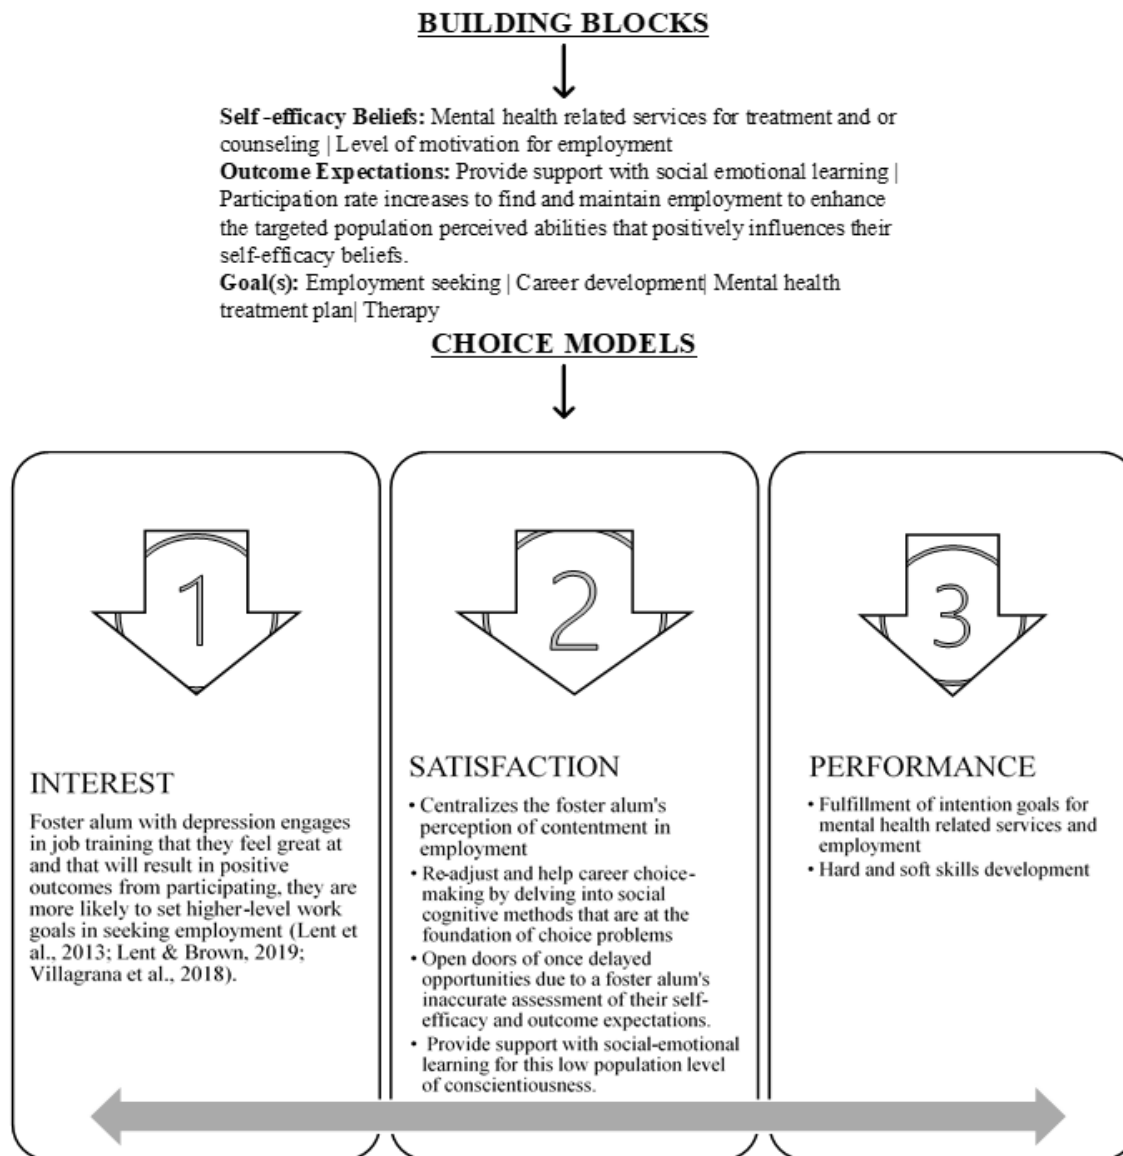 BUILDING BLOCKS
Self -efficacy Beliefs: Mental health related services for treatment and or
counseling | Level of motivation for employment
Outcome Expectations: Provide support with social emotional learning |
Participation rate increases to find and maintain employment to enhance
the targeted population perceived abilities that positively influences their
self-efficacy beliefs.
Goal(s): Employment seeking | Career development| Mental health
treatment plan| Therapy
CHOICE MODELS
1
INTEREST
Foster alum with depression engages
in job training that they feel great at
and that will result in positive
outcomes from participating, they are
more likely to set higher-level work
goals in seeking employment (Lent et
al., 2013; Lent & Brown, 2019;
Villagrana et al., 2018).
2
SATISFACTION
• Centralizes the foster alum's
perception of contentment in
employment
• Re-adjust and help career choice-
making by delving into social
cognitive methods that are at the
foundation of choice problems
• Open doors of once delayed
opportunities due to a foster alum's
inaccurate assessment of their self-
efficacy and outcome expectations.
• Provide support with social-emotional
learning for this low population level
of conscientiousness.
3
PERFORMANCE
• Fulfillment of intention goals for
mental health related services and
employment
• Hard and soft skills development